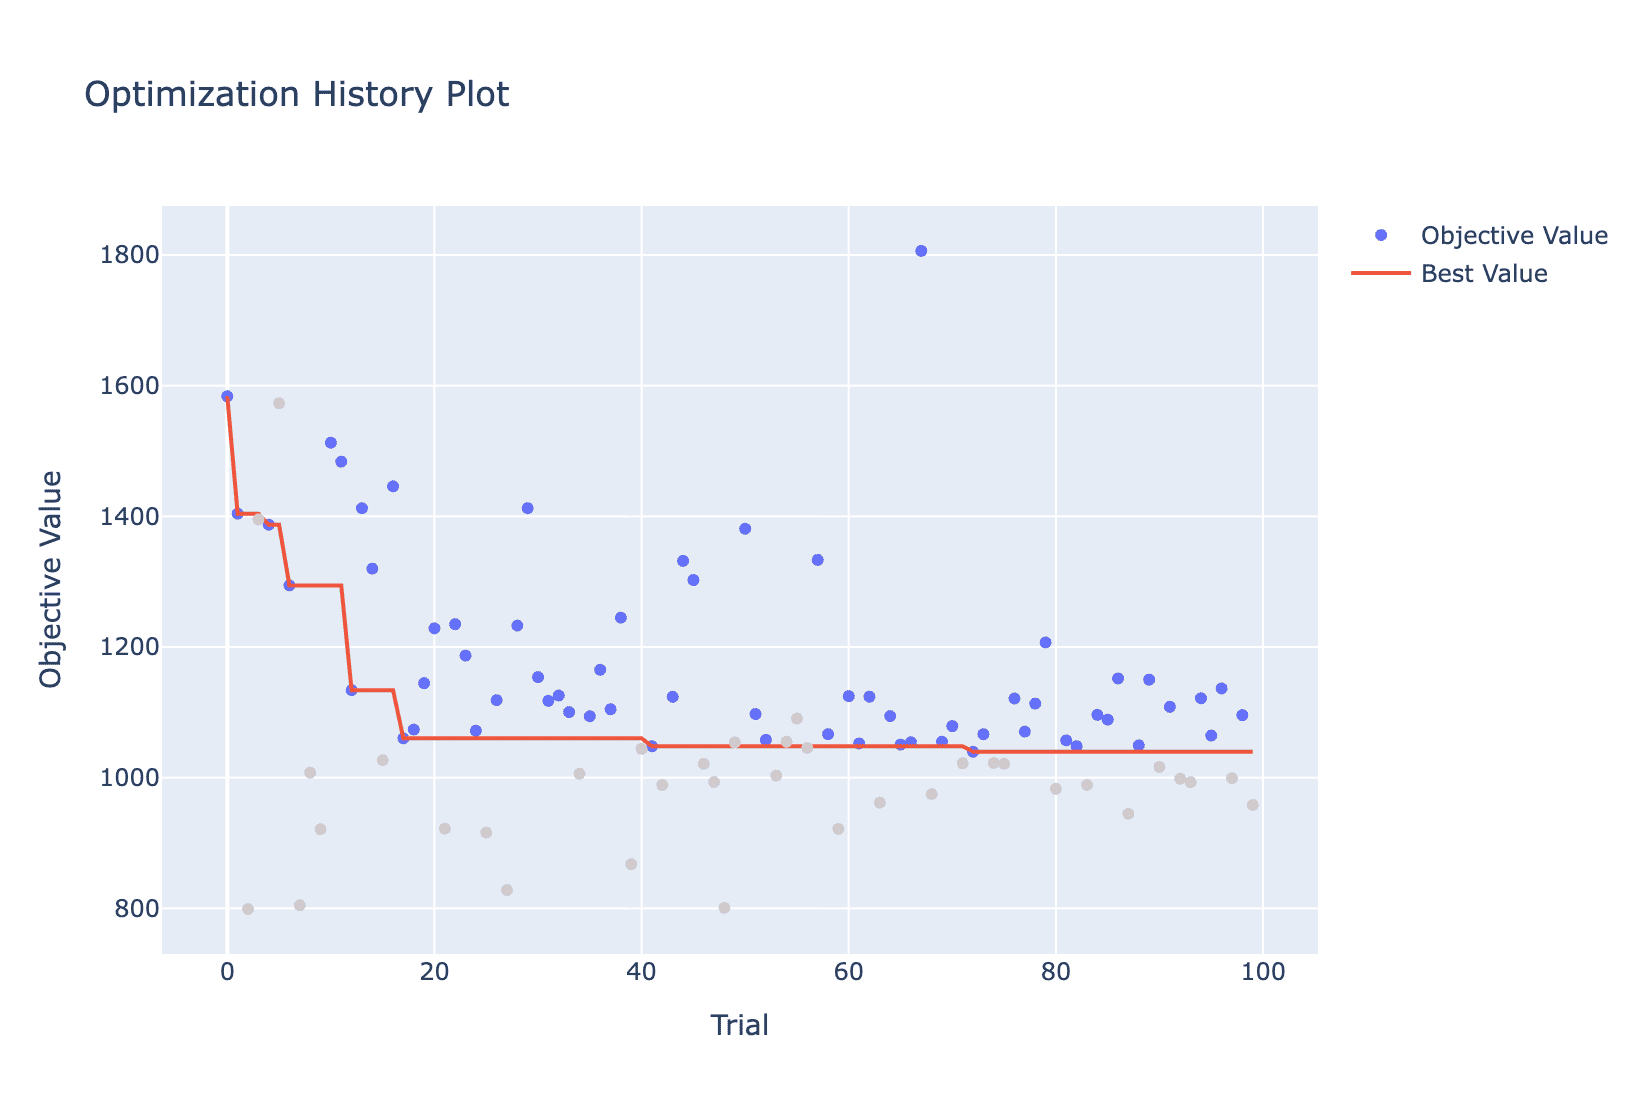 Optimization History Plot
Objective Value
Best Value
1800
1600
1400
1200
1000
800
Objective Value
0 20 40 60 80 100
Trial